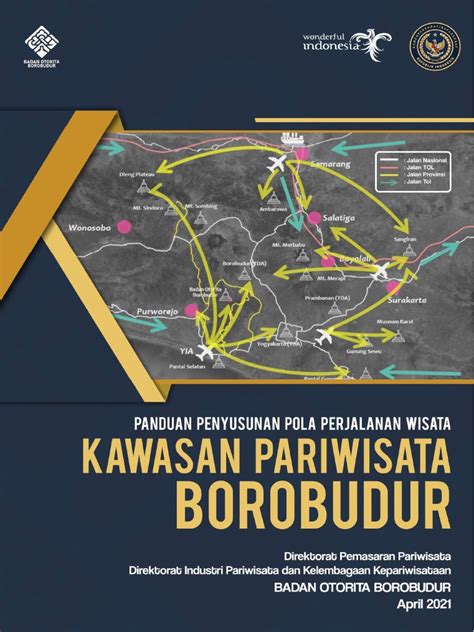 BADAN OTORITA
BOROBUDUR
wonderful
indonesia
REPUBLIK INDONESIA
: Jalan Nasional
: Jalan TOL
: Jalan Provinsi
: Jalan Tol
Semarang
Dieng Plateau
Mt. Sindoro
Mt. Sumbing
Ambarawa
Salatiga
Wonosobo
Sangiran
Mt. Merbabu
Boyolali
Borobudur (TDA)
Mt. Merapi
Badan Otorita
Borobudur
Prambanan (TDA)
Surakarta
Purworejo
Museum Karst
YIA
Yogyakarta (TDA)
Gunung Sewu
Pantai Selatan
PANDUAN PENYUSUNAN POLA PERJALANAN WISATA
KAWASAN PARIWISATA
BOROBUDUR
Direktorat Pemasaran Pariwisata
Direktorat Industri Pariwisata dan Kelembagaan Kepariwisataan
BADAN OTORITA BOROBUDUR
April 2021